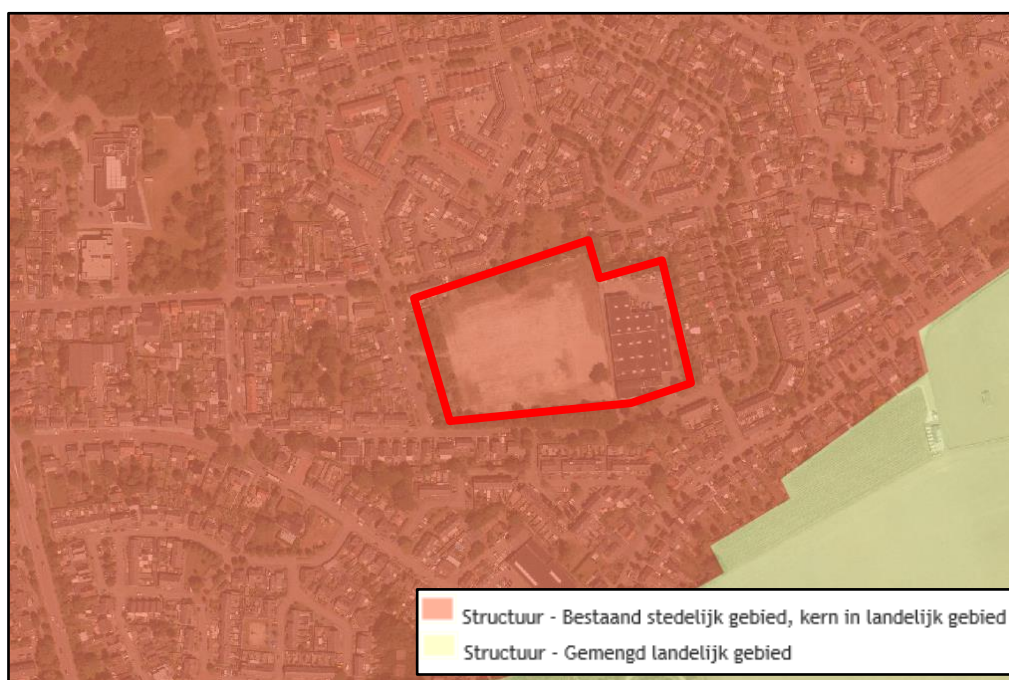 Structuur - Bestaand stedelijk gebied, kern in landelijk gebied
Structuur - Gemengd landelijk gebied